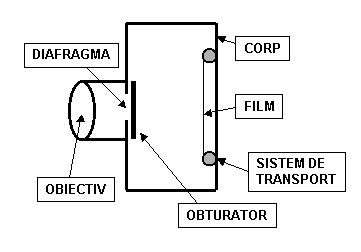 DIAFRAGMA
CORP
FILM
OBIECTIV
SISTEM DE
TRANSPORT
OBTURATOR